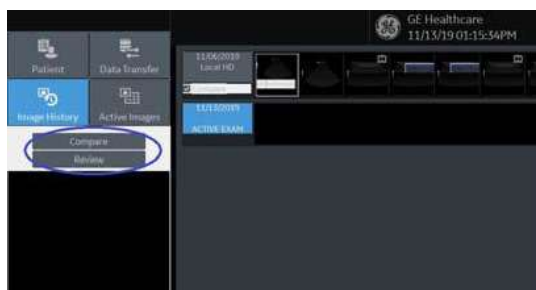 GE Healthcare
11/13/19 01:15:34PM
Patient
Data Transfer
Image History
Active Images
Compare
Review
11/06/2019
Local HD
Compare
11/13/2019
ACTIVE EXAM